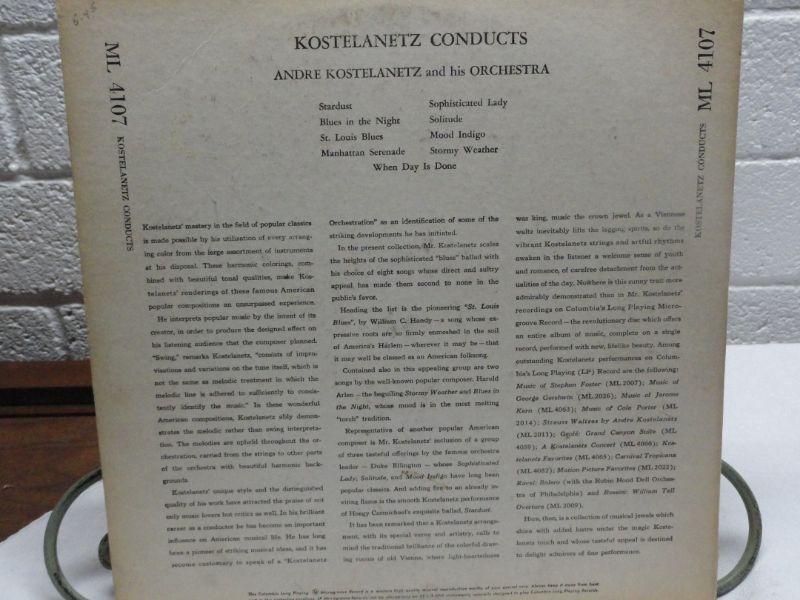 5.45
KOSTELANETZ CONDUCTS
ANDRE KOSTELANETZ and his ORCHESTRA
Stardust
Blues in the Night
St. Louis Blues
Manhattan Serenade
Sophisticated Lady
Solitude
Mood Indigo
Stormy Weather
When Day Is Done
ML 4107 KOSTELANETZ CONDUCTS
Kostelanetz' mastery in the field of popular classics
is made possible by his utilization of every arrang-
ing color from the large assortment of instruments
at his disposal. These harmonic colorings, com-
bined with beautiful tonal qualities, make Kos-
telanetz' renderings of these famous American
popular compositions an unsurpassed experience.
He interprets popular music by the intent of its
creator, in order to produce the designed effect on
his listening audience that the composer planned.
"Swing," remarks Kostelanetz, "consists of impro-
visations and variations on the tune itself, which is
not the same as melodic treatment in which the
melodic line is adhered to sufficiently to consis-
tently identify the music." In these wonderful
American compositions, Kostelanetz ably demon-
strates the melodic rather than swing interpreta-
tion. The melodies are upheld throughout the or-
chestration, carried from the strings to other parts
of the orchestra with beautiful harmonic back-
grounds.
Kostelanetz' unique style and the distinguished
quality of his work have attracted the praise of not
only music lovers but critics as well. In his brilliant
career as a conductor he has become an important
influence on American musical life. He has long
been a pioneer of striking musical ideas, and it has
become customary to speak of a "Kostelanetz
Orchestration" as an identification of some of the
striking developments he has initiated.
In the present collection, Mr. Kostelanetz scales
the heights of the sophisticated "blues" ballad with
his choice of eight songs whose direct and sultry
appeal has made them second to none in the
public's favor.
Heading the list is the pioneering "St. Louis
Blues", by William C. Handy – a song whose ex-
pressive roots are so firmly enmeshed in the soil
of America's Harlem – wherever it may be – that
it may well be classed as an American folksong.
Contained also in this appealing group are two
songs by the well-known popular composer, Harold
Arlen – the beguiling Stormy Weather and Blues in
the Night, whose mood is in the most melting
"torch" tradition.
Representative of another popular American
composer is Mr. Kostelanetz' inclusion of a group
of three tasteful offerings by the famous orchestra
leader – Duke Ellington – whose Sophisticated
Lady, Solitude, and Mood Indigo have long been
popular classics. And adding fire to an already in-
viting flame is the smooth Kostelanetz performance
of Hoagy Carmichael's exquisite ballad, Stardust.
It has been remarked that a Kostelanetz arrange-
ment, with its special verve and artistry, calls to
mind the traditional brilliance of the colorful draw-
ing rooms of old Vienna, where light-heartedness
was king, music the crown jewel. As a Viennese
waltz inevitably lifts the lagging spirits, so do the
vibrant Kostelanetz strings and artful rhythms
awaken in the listener a welcome sense of youth
and romance, of carefree detachment from the act-
ualities of the day. Nowhere is this sunny trait more
admirably demonstrated than in Mr. Kostelanetz'
recordings on Columbia's Long Playing Micro-
groove Record – the revolutionary disc which offers
an entire album of music, complete on a single
record, performed with new, lifelike beauty. Among
outstanding Kostelanetz performances on Colum-
bia's Long Playing (LP) Record are the following:
Music of Stephen Foster (ML 2007); Music of
George Gershwin (ML 2026); Music of Jerome
Kern (ML 4063); Music of Cole Porter (ML
2014); Strauss Waltzes by Andre Kostelanetz
(ML 2011); Grofé: Grand Canyon Suite (ML
4059); A Kostelanetz Concert (ML 4066); Kos-
telanetz Favorites (ML 4065); Carnival Tropicana
(ML 4082); Motion Picture Favorites (ML 2022);
Ravel: Bolero (with the Robin Hood Dell Orches-
tra of Philadelphia) and Rossini: William Tell
Overture (ML 2009).
Here, then, is a collection of musical jewels which
shine with added lustre under the magic Koste-
lanetz touch and whose tasteful appeal is destined
to delight admirers of fine performance.
KOSTELANETZ CONDUCTS ML 4107
This Columbia Long Playing Microgroove Record is a modern high quality musical reproduction worthy of your special care. Always keep it away from heat.